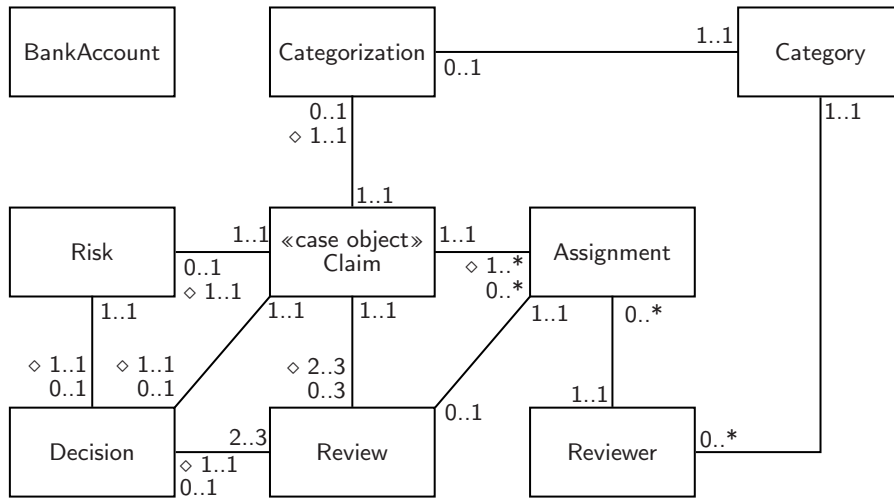 BankAccount
Categorization
Category
1..1
0..1
0..1
◇ 1..1
1..1
1..1
Risk
«case object»
Claim
Assignment
1..1
0..1
◇ 1..1
1..1
◇ 1..*
0..*
1..1
1..1
1..1
1..1
0..*
◇ 1..1
0..1
◇ 1..1
0..1
◇ 2..3
0..3
0..1
1..1
Decision
Review
Reviewer
2..3
◇ 1..1
0..1
0..*